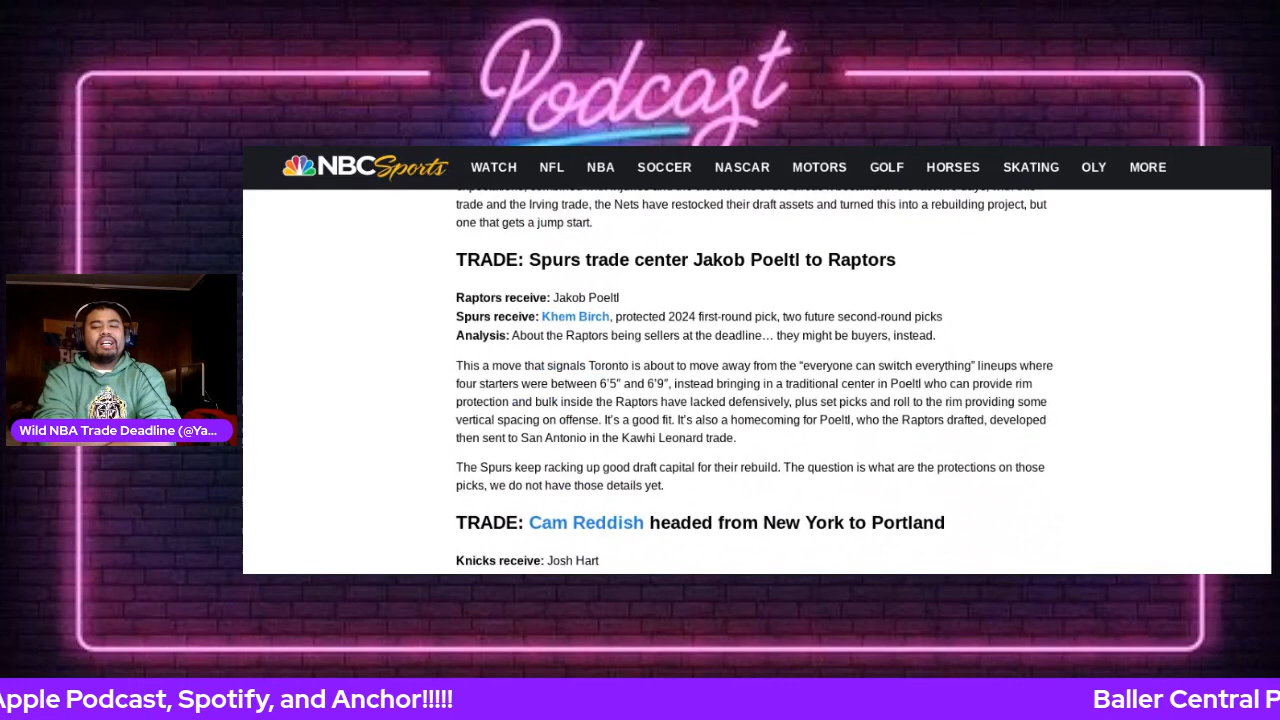 Podcast
NBC Sports WATCH NFL NBA SOCCER NASCAR MOTORS GOLF HORSES SKATING OLY MORE
trade and the Irving trade, the Nets have restocked their draft assets and turned this into a rebuilding project, but
one that gets a jump start.
TRADE: Spurs trade center Jakob Poeltl to Raptors
Raptors receive: Jakob Poeltl
Spurs receive: Khem Birch, protected 2024 first-round pick, two future second-round picks
Analysis: About the Raptors being sellers at the deadline… they might be buyers, instead.
This a move that signals Toronto is about to move away from the “everyone can switch everything” lineups where
four starters were between 6’5″ and 6’9″, instead bringing in a traditional center in Poeltl who can provide rim
protection and bulk inside the Raptors have lacked defensively, plus set picks and roll to the rim providing some
vertical spacing on offense. It’s a good fit. It’s also a homecoming for Poeltl, who the Raptors drafted, developed
then sent to San Antonio in the Kawhi Leonard trade.
The Spurs keep racking up good draft capital for their rebuild. The question is what are the protections on those
picks, we do not have those details yet.
TRADE: Cam Reddish headed from New York to Portland
Knicks receive: Josh Hart
Wild NBA Trade Deadline (@Ya...
Apple Podcast, Spotify, and Anchor!!!!! Baller Central P